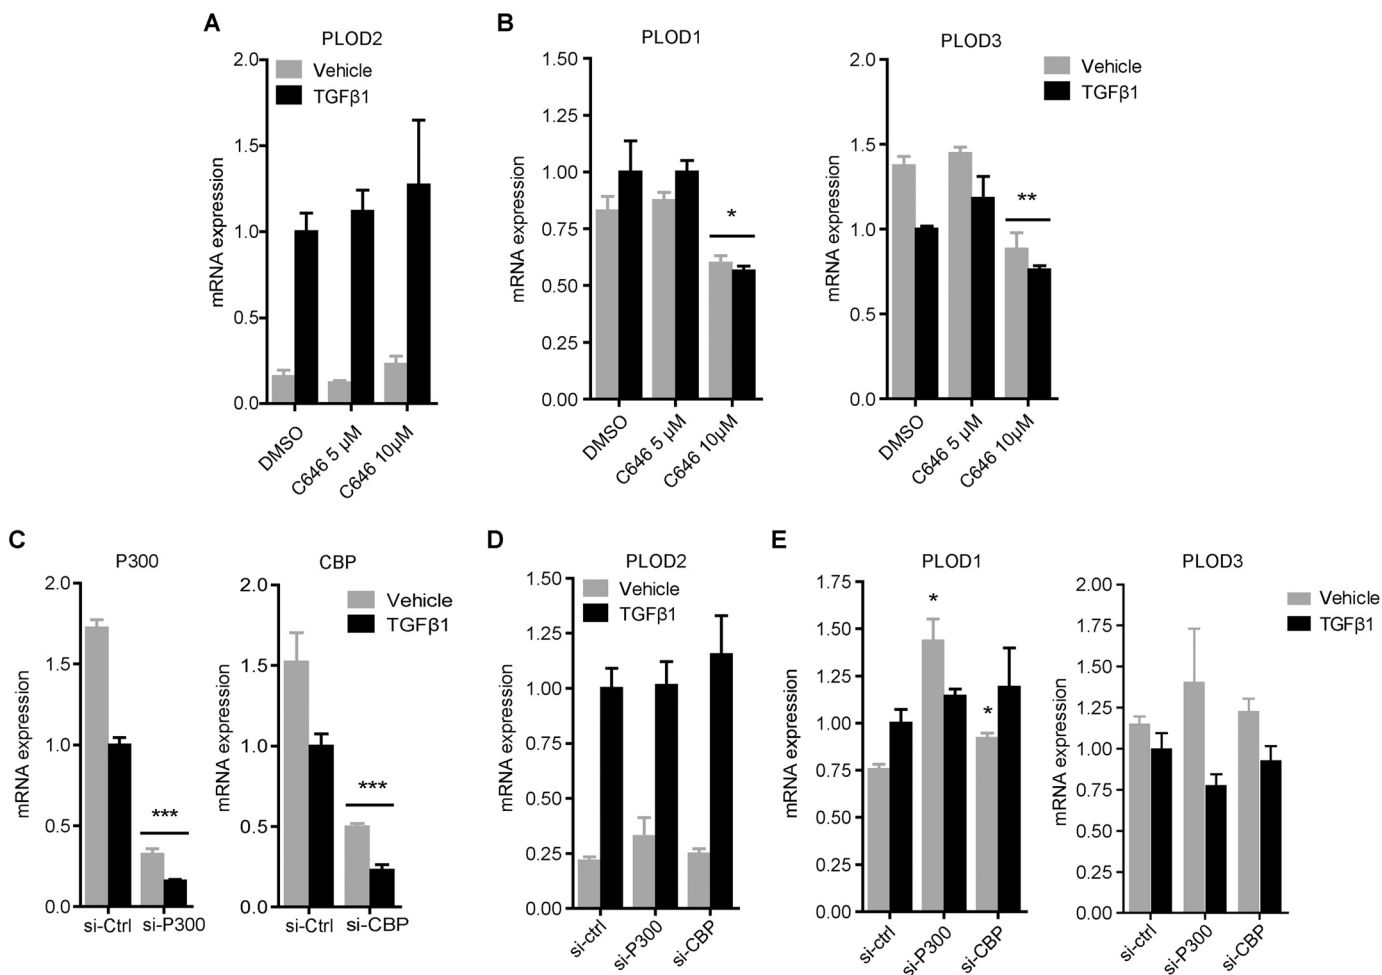 A
PLOD2
Vehicle
TGFβ1
mRNA expression
2.0
1.5
1.0
0.5
0.0
DMSO
C646 5 μM
C646 10μM
B
PLOD1
mRNA expression
1.50
1.25
1.00
0.75
0.50
0.25
0.00
*
DMSO
C646 5 μM
C646 10μM
PLOD3
Vehicle
TGFβ1
mRNA expression
2.0
1.5
1.0
0.5
0.0
**
DMSO
C646 5 μM
C646 10μM
C
P300
mRNA expression
2.0
1.5
1.0
0.5
0.0
***
si-Ctrl
si-P300
CBP
Vehicle
TGFβ1
mRNA expression
2.0
1.5
1.0
0.5
0.0
***
si-Ctrl
si-CBP
D
PLOD2
Vehicle
TGFβ1
mRNA expression
1.50
1.25
1.00
0.75
0.50
0.25
0.00
si-ctrl
si-P300
si-CBP
E
PLOD1
mRNA expression
1.75
1.50
1.25
1.00
0.75
0.50
0.25
0.00
*
*
si-ctrl
si-P300
si-CBP
PLOD3
Vehicle
TGFβ1
mRNA expression
2.00
1.75
1.50
1.25
1.00
0.75
0.50
0.25
0.00
si-ctrl
si-P300
si-CBP